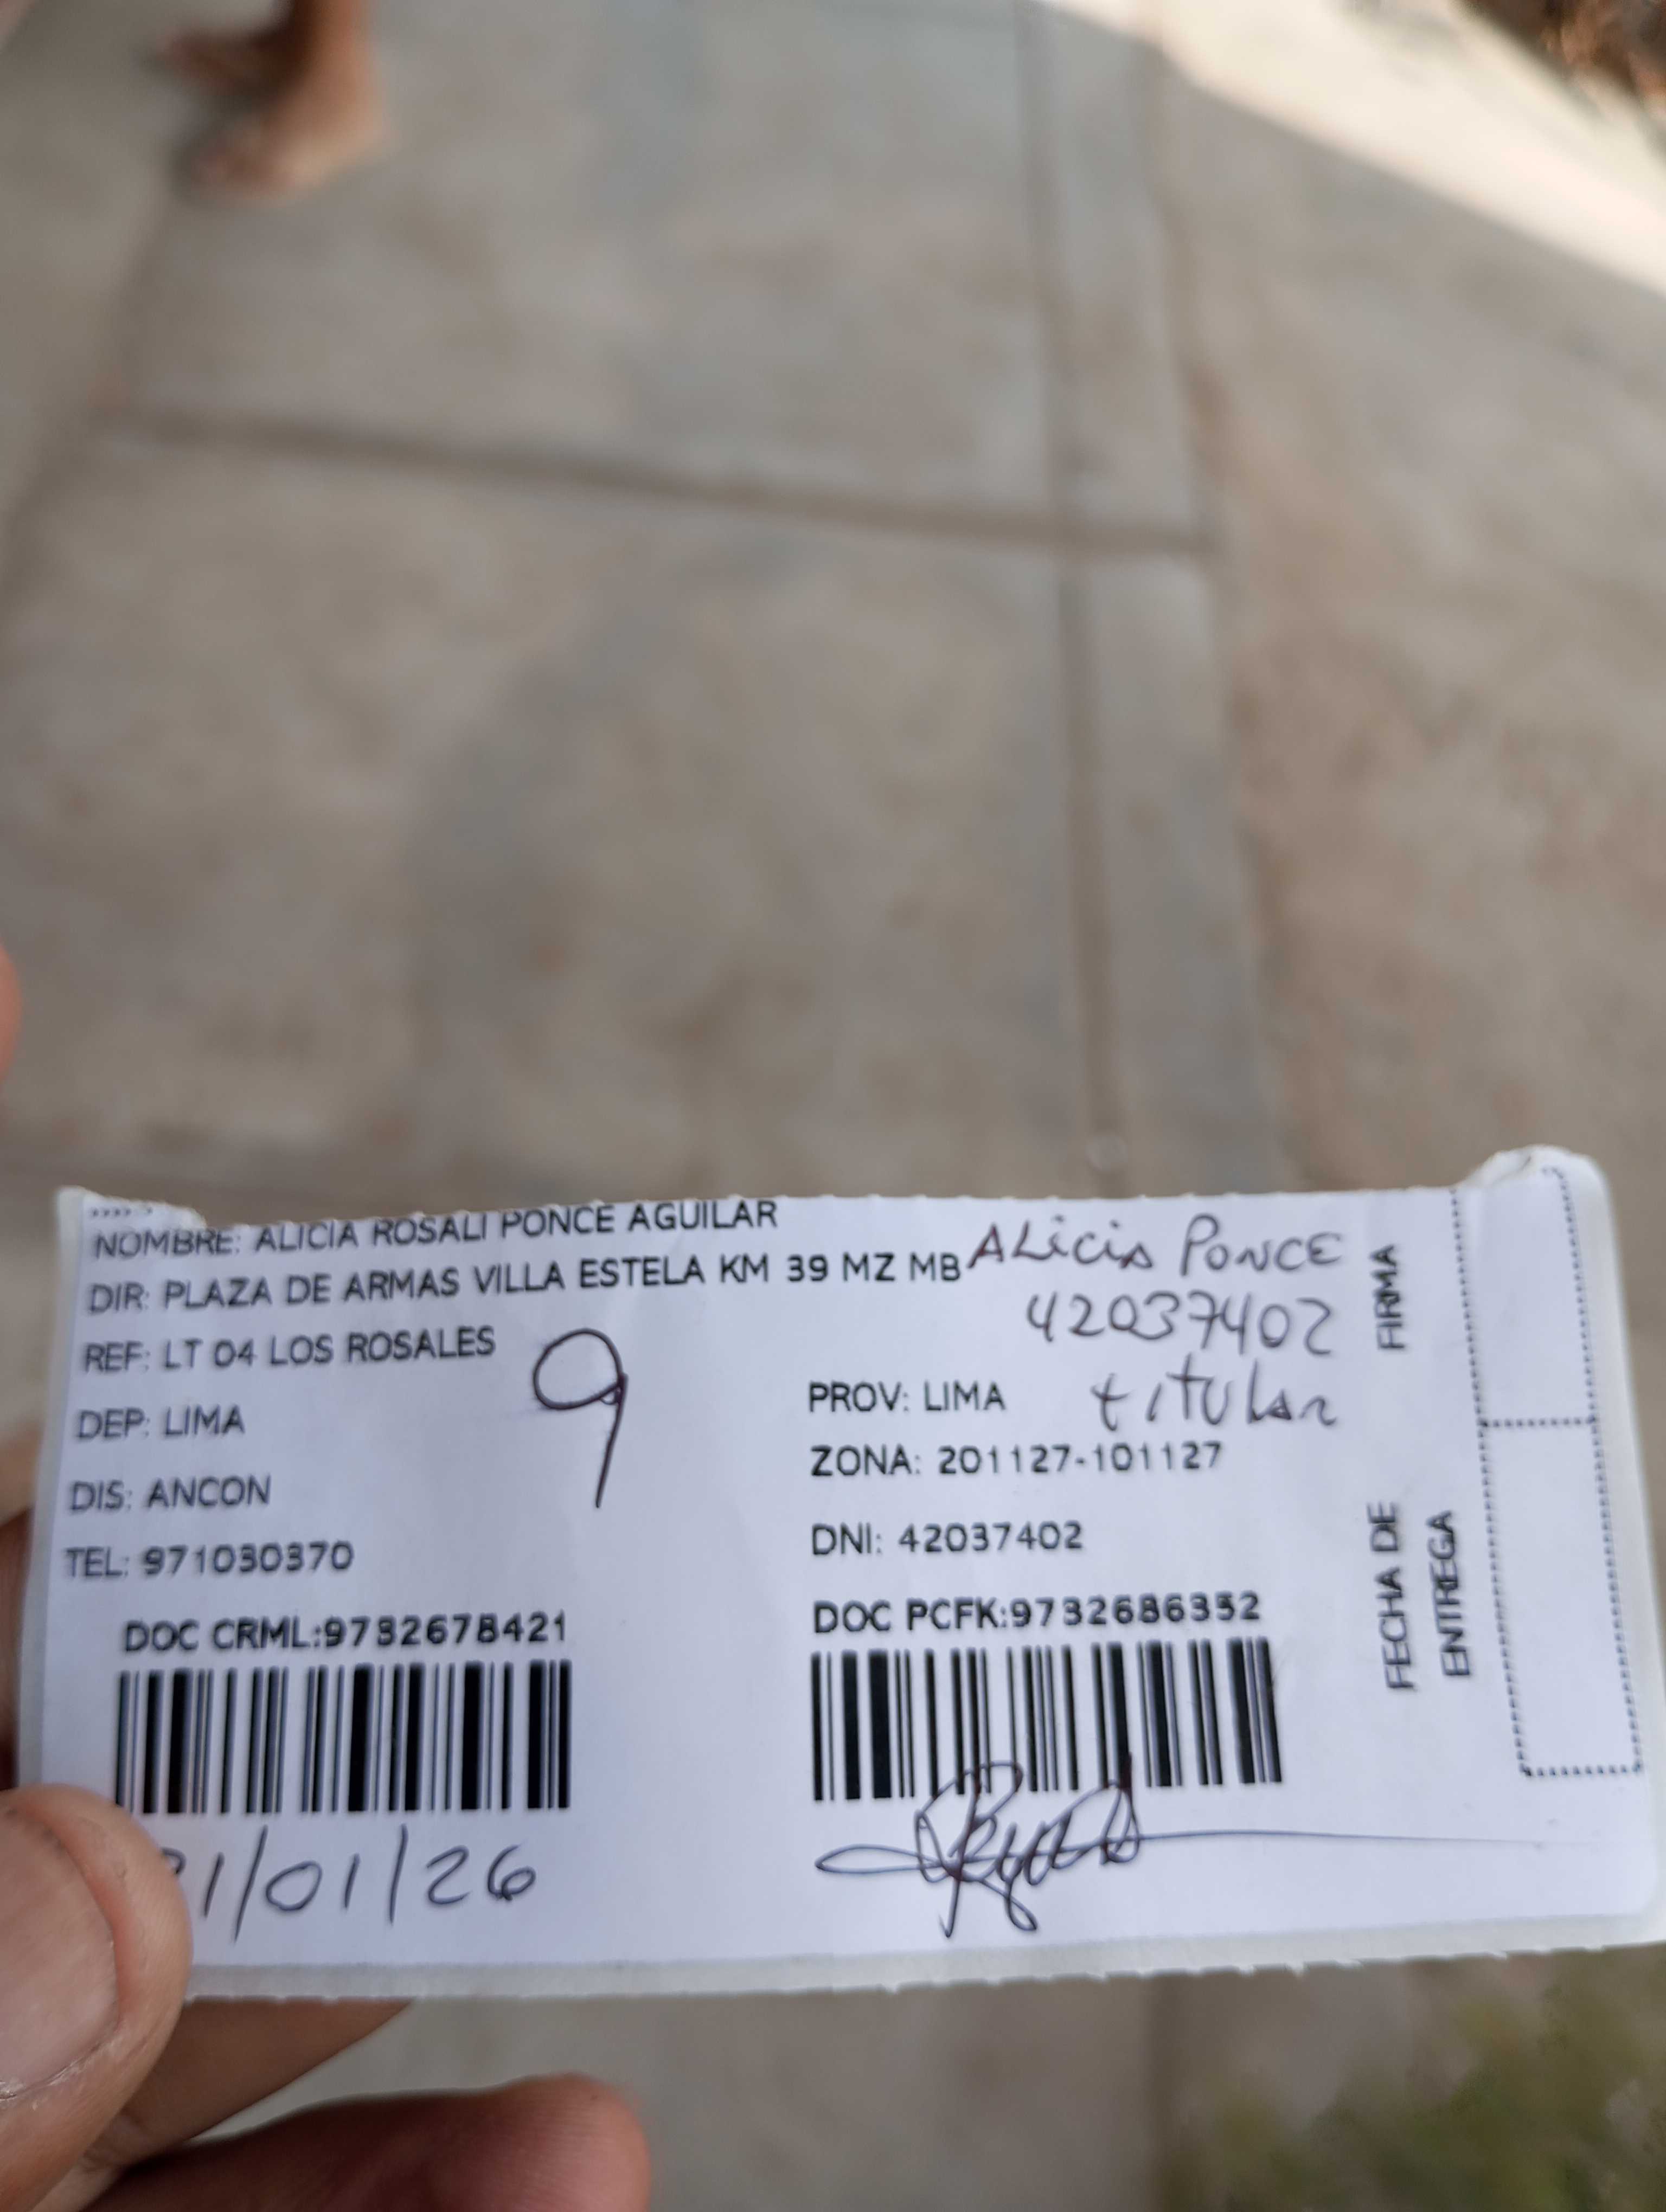 NOMBRE: ALICIA ROSALI PONCE AGUILAR
DIR: PLAZA DE ARMAS VILLA ESTELA KM 39 MZ MB
ALicia PONCE
42037402
titular
REF: LT 04 LOS ROSALES
9
DEP: LIMA
PROV: LIMA
ZONA: 201127-101127
DIS: ANCON
DNI: 42037402
TEL: 971030370
DOC CRML:9732678421
DOC PCFK:9732686352
1/01/26
FIRMA
FECHA DE
ENTREGA